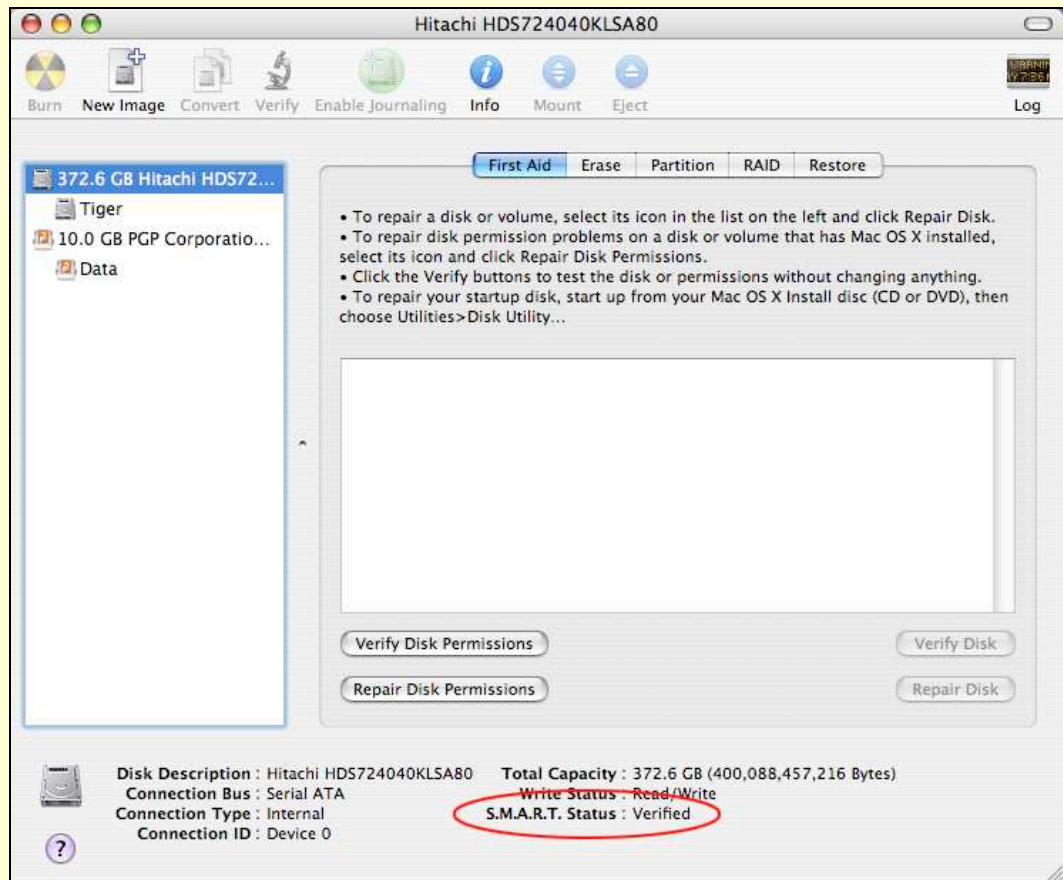 Hitachi HDS724040KLSA80
Burn New Image Convert Verify Enable Journaling Info Mount Eject Log
372.6 GB Hitachi HDS72...
Tiger
10.0 GB PGP Corporatio...
Data
First Aid Erase Partition RAID Restore
• To repair a disk or volume, select its icon in the list on the left and click Repair Disk.
• To repair disk permission problems on a disk or volume that has Mac OS X installed,
select its icon and click Repair Disk Permissions.
• Click the Verify buttons to test the disk or permissions without changing anything.
• To repair your startup disk, start up from your Mac OS X Install disc (CD or DVD), then
choose Utilities>Disk Utility...
Verify Disk Permissions Verify Disk
Repair Disk Permissions Repair Disk
Disk Description : Hitachi HDS724040KLSA80 Total Capacity : 372.6 GB (400,088,457,216 Bytes)
Connection Bus : Serial ATA Write Status : Read/Write
Connection Type : Internal S.M.A.R.T. Status : Verified
Connection ID : Device 0
?